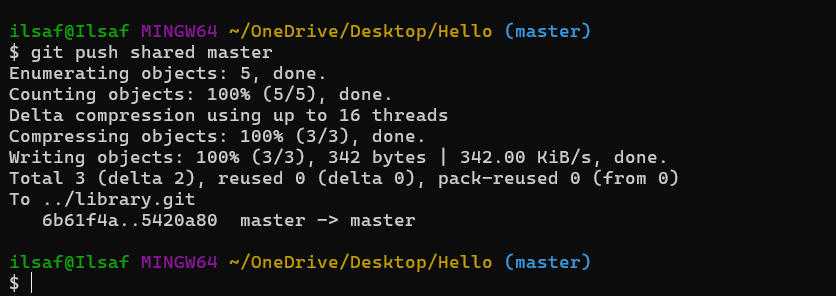 ilsaf@Ilsaf MINGW64 ~/OneDrive/Desktop/Hello (master)
$ git push shared master
Enumerating objects: 5, done.
Counting objects: 100% (5/5), done.
Delta compression using up to 16 threads
Compressing objects: 100% (3/3), done.
Writing objects: 100% (3/3), 342 bytes | 342.00 KiB/s, done.
Total 3 (delta 2), reused 0 (delta 0), pack-reused 0 (from 0)
To ../library.git
   6b61f4a..5420a80  master -> master
ilsaf@Ilsaf MINGW64 ~/OneDrive/Desktop/Hello (master)
$